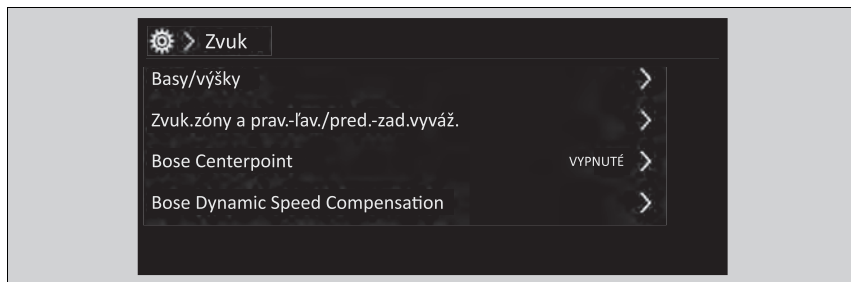 Zvuk
Basy/výšky
Zvuk.zóny a prav.-ľav./pred.-zad.vyváž.
Bose Centerpoint VYPNUTÉ
Bose Dynamic Speed Compensation